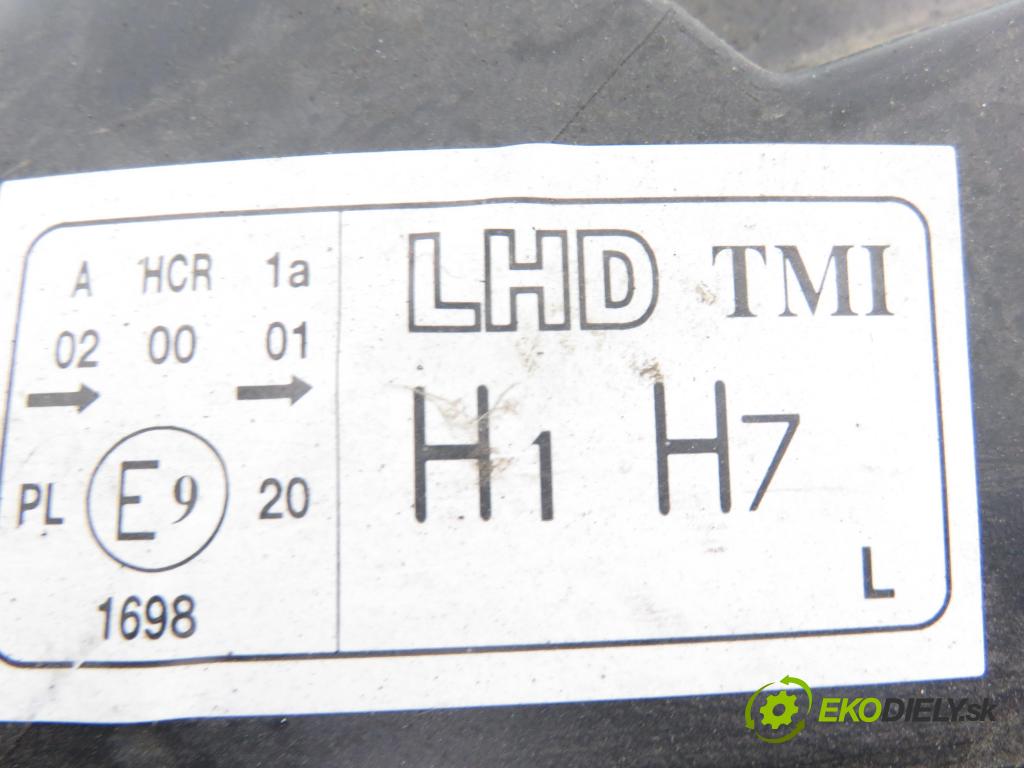 A HCR 1a
02 00 01
PL E9 20
1698
LHD TMI
H1 H7
L
EKODIELY.sk